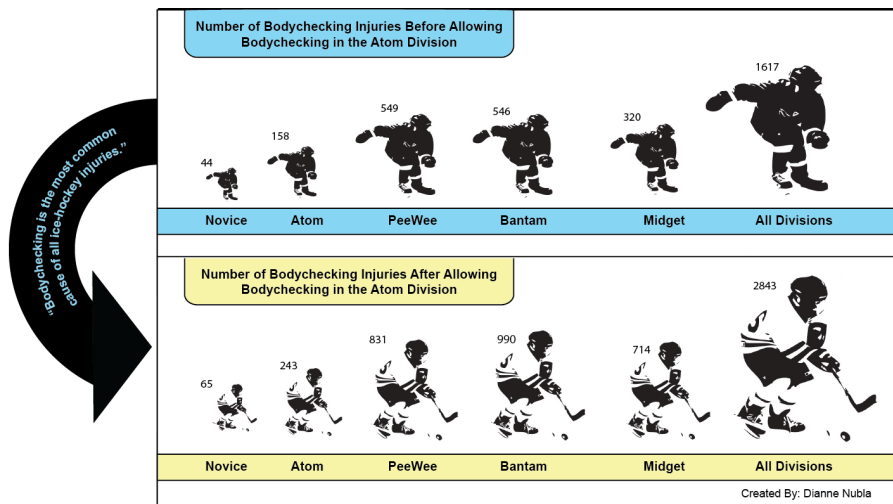 Number of Bodychecking Injuries Before Allowing
Bodychecking in the Atom Division
44
158
549
546
320
1617
Novice
Atom
PeeWee
Bantam
Midget
All Divisions
"Bodychecking is the most common
cause of all ice-hockey injuries."
Number of Bodychecking Injuries After Allowing
Bodychecking in the Atom Division
65
243
831
990
714
2843
Novice
Atom
PeeWee
Bantam
Midget
All Divisions
Created By: Dianne Nubla